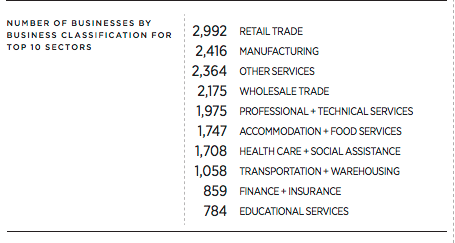 NUMBER OF BUSINESSES BY
BUSINESS CLASSIFICATION FOR
TOP 10 SECTORS
2,992 RETAIL TRADE
2,416 MANUFACTURING
2,364 OTHER SERVICES
2,175 WHOLESALE TRADE
1,975 PROFESSIONAL + TECHNICAL SERVICES
1,747 ACCOMMODATION + FOOD SERVICES
1,708 HEALTH CARE + SOCIAL ASSISTANCE
1,058 TRANSPORTATION + WAREHOUSING
859 FINANCE + INSURANCE
784 EDUCATIONAL SERVICES